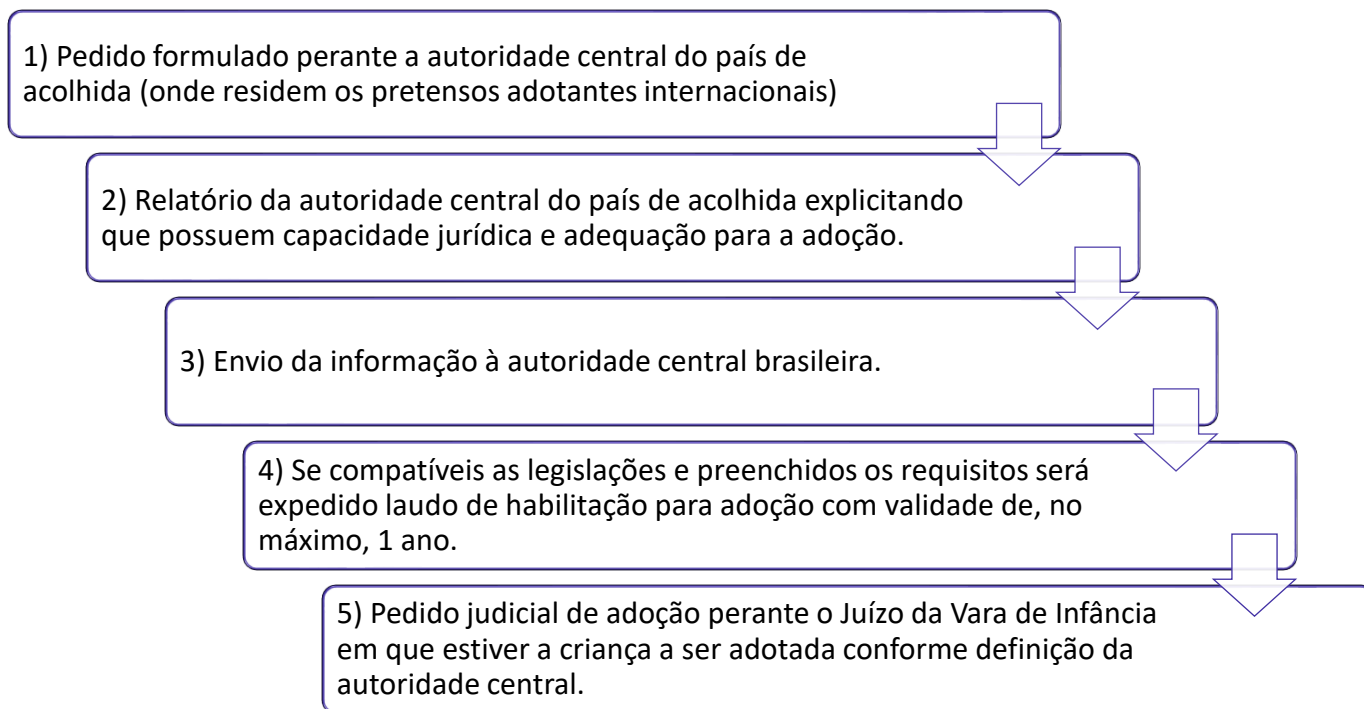 1) Pedido formulado perante a autoridade central do país de
acolhida (onde residem os pretensos adotantes internacionais)
2) Relatório da autoridade central do país de acolhida explicitando
que possuem capacidade jurídica e adequação para a adoção.
3) Envio da informação à autoridade central brasileira.
4) Se compatíveis as legislações e preenchidos os requisitos será
expedido laudo de habilitação para adoção com validade de, no
máximo, 1 ano.
5) Pedido judicial de adoção perante o Juízo da Vara de Infância
em que estiver a criança a ser adotada conforme definição da
autoridade central.